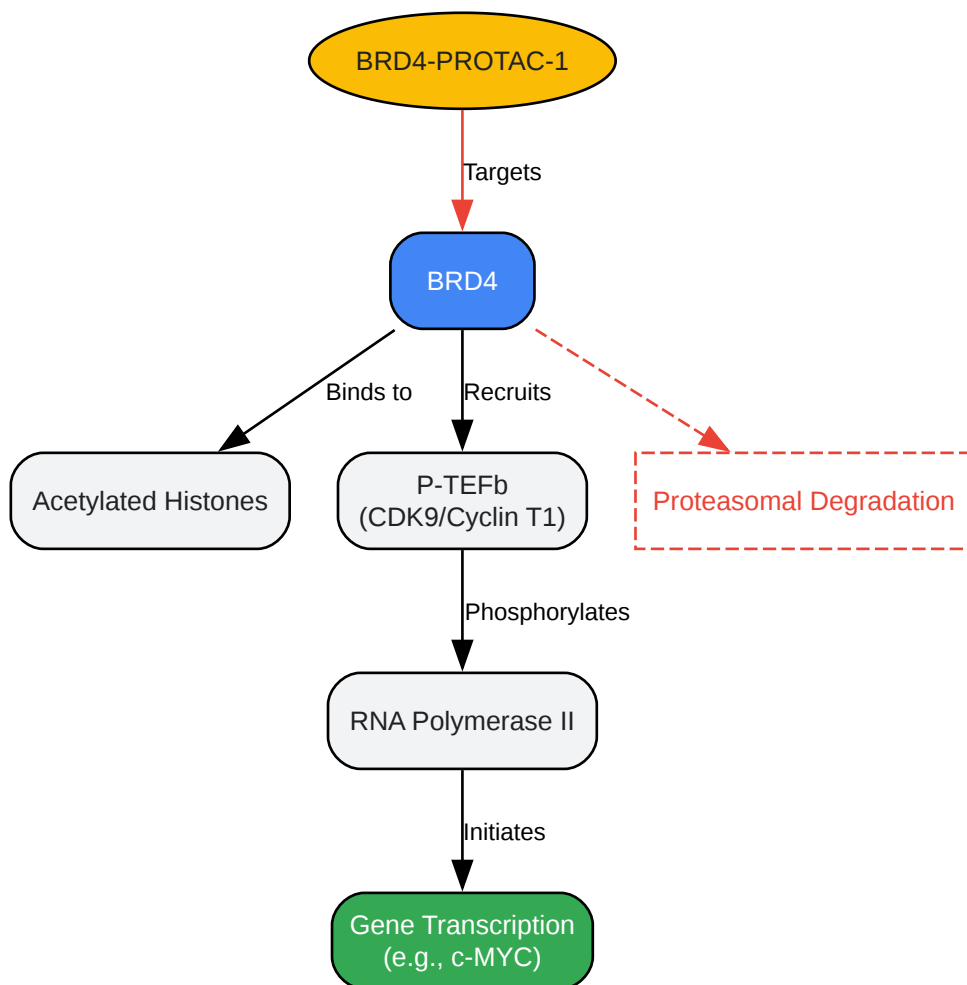 BRD4-PROTAC-1
Targets
BRD4
Binds to
Recruits
Acetylated Histones
P-TEFb
(CDK9/Cyclin T1)
Proteasomal Degradation
Phosphorylates
RNA Polymerase II
Initiates
Gene Transcription
(e.g., c-MYC)